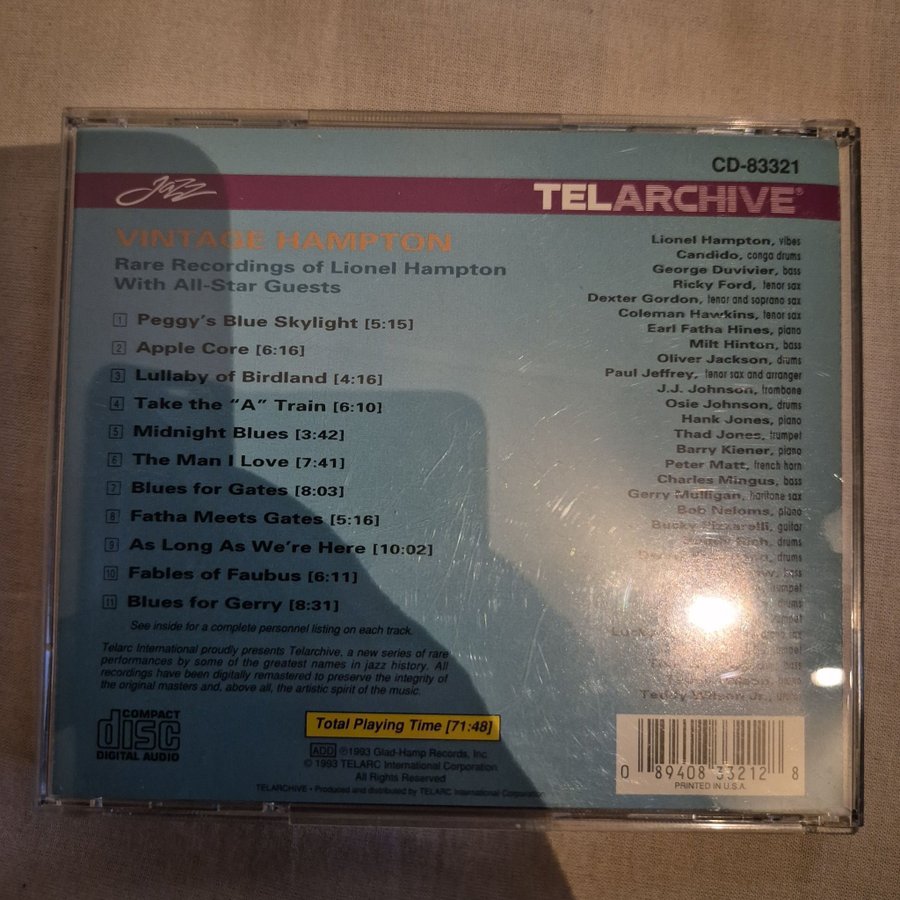 CD-83321
Jazz
TELARCHIVE®
VINTAGE HAMPTON
Rare Recordings of Lionel Hampton
With All-Star Guests
1 Peggy's Blue Skylight [5:15]
2 Apple Core [6:16]
3 Lullaby of Birdland [4:16]
4 Take the “A” Train [6:10]
5 Midnight Blues [3:42]
6 The Man I Love [7:41]
7 Blues for Gates [8:03]
8 Fatha Meets Gates [5:16]
9 As Long As We're Here [10:02]
10 Fables of Faubus [6:11]
11 Blues for Gerry [8:31]
See inside for a complete personnel listing on each track.
Telarc International proudly presents Telarchive, a new series of rare
performances by some of the greatest names in jazz history. All
recordings have been digitally remastered to preserve the integrity of
the original masters and, above all, the artistic spirit of the music.
COMPACT
disc
DIGITAL AUDIO
Total Playing Time [71:48]
ADD ℗1993 Glad-Hamp Records, Inc
© 1993 TELARC International Corporation.
All Rights Reserved
TELARCHIVE • Produced and distributed by TELARC International Corporation
Lionel Hampton, vibes
Candido, conga drums
George Duvivier, bass
Ricky Ford, tenor sax
Dexter Gordon, tenor and soprano sax
Coleman Hawkins, tenor sax
Earl Fatha Hines, piano
Milt Hinton, bass
Oliver Jackson, drums
Paul Jeffrey, tenor sax and arranger
J.J. Johnson, trombone
Osie Johnson, drums
Hank Jones, piano
Thad Jones, trumpet
Barry Kiener, piano
Peter Matt, french horn
Charles Mingus, bass
Gerry Mulligan, baritone sax
Bob Neloms, piano
Bucky Pizzarelli, guitar
Buddy Rich, drums
drums
bass
trumpet
drums
bass
Teddy Wilson Jr.,
0 89408 33212 8
PRINTED IN U.S.A.